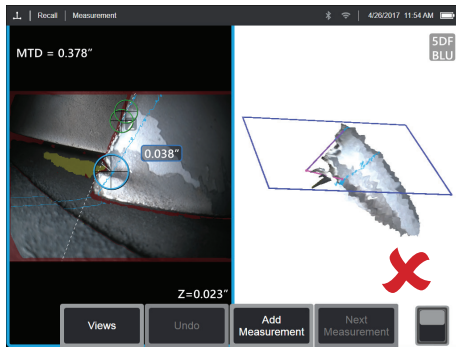 Recall Measurement 4/26/2017 11:54 AM
MTD = 0.378"
5DF
BLU
0.038"
Z=0.023"
Views
Undo
Add
Measurement
Next
Measurement